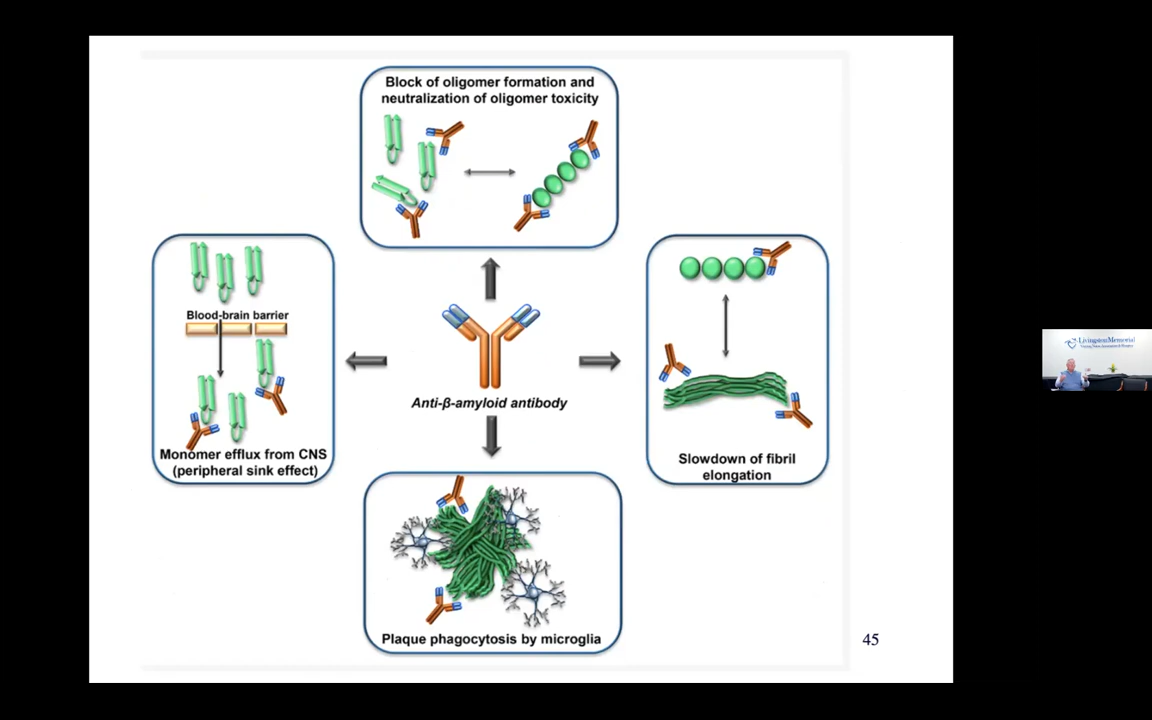 Block of oligomer formation and
neutralization of oligomer toxicity
Blood-brain barrier
Monomer efflux from CNS
(peripheral sink effect)
Anti-β-amyloid antibody
Slowdown of fibril
elongation
Plaque phagocytosis by microglia
45
LivingstonMemorial